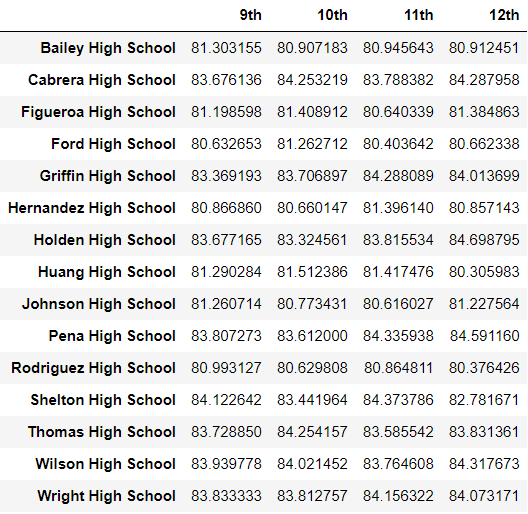 9th 10th 11th 12th
Bailey High School 81.303155 80.907183 80.945643 80.912451
Cabrera High School 83.676136 84.253219 83.788382 84.287958
Figueroa High School 81.198598 81.408912 80.640339 81.384863
Ford High School 80.632653 81.262712 80.403642 80.662338
Griffin High School 83.369193 83.706897 84.288089 84.013699
Hernandez High School 80.866860 80.660147 81.396140 80.857143
Holden High School 83.677165 83.324561 83.815534 84.698795
Huang High School 81.290284 81.512386 81.417476 80.305983
Johnson High School 81.260714 80.773431 80.616027 81.227564
Pena High School 83.807273 83.612000 84.335938 84.591160
Rodriguez High School 80.993127 80.629808 80.864811 80.376426
Shelton High School 84.122642 83.441964 84.373786 82.781671
Thomas High School 83.728850 84.254157 83.585542 83.831361
Wilson High School 83.939778 84.021452 83.764608 84.317673
Wright High School 83.833333 83.812757 84.156322 84.073171